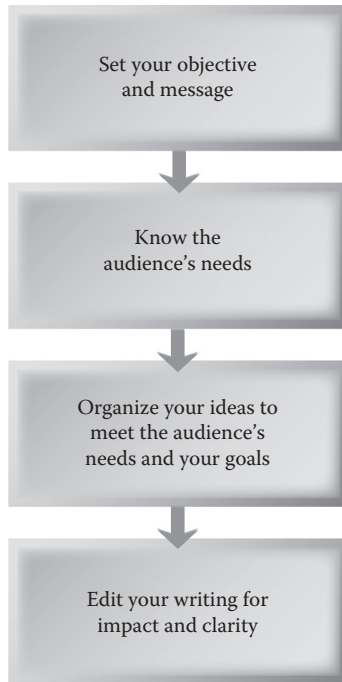 Set your objective
and message
Know the
audience's needs
Organize your ideas to
meet the audience's
needs and your goals
Edit your writing for
impact and clarity